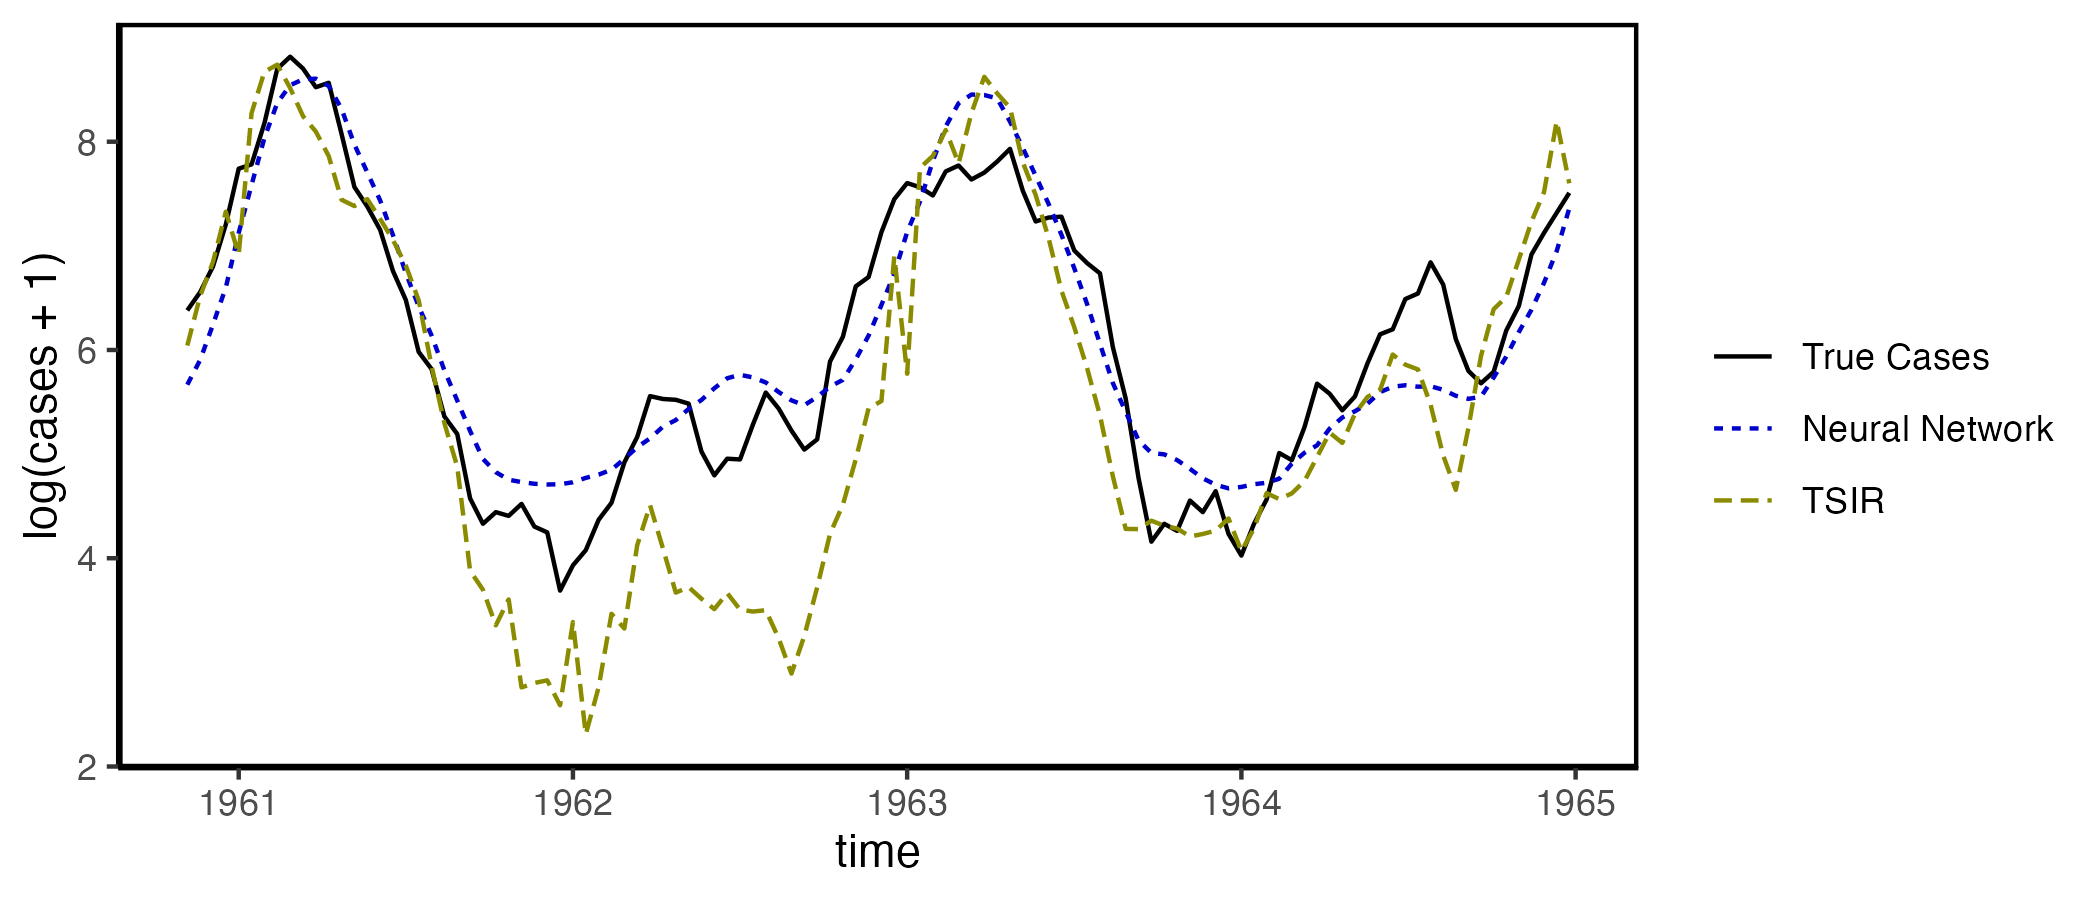 log(cases + 1)
8
6
4
2
1961
1962
1963
1964
1965
time
True Cases
Neural Network
TSIR